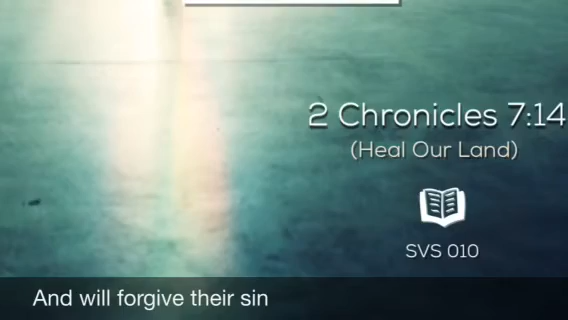 2 Chronicles 7:14
(Heal Our Land)
SVS 010
And will forgive their sin